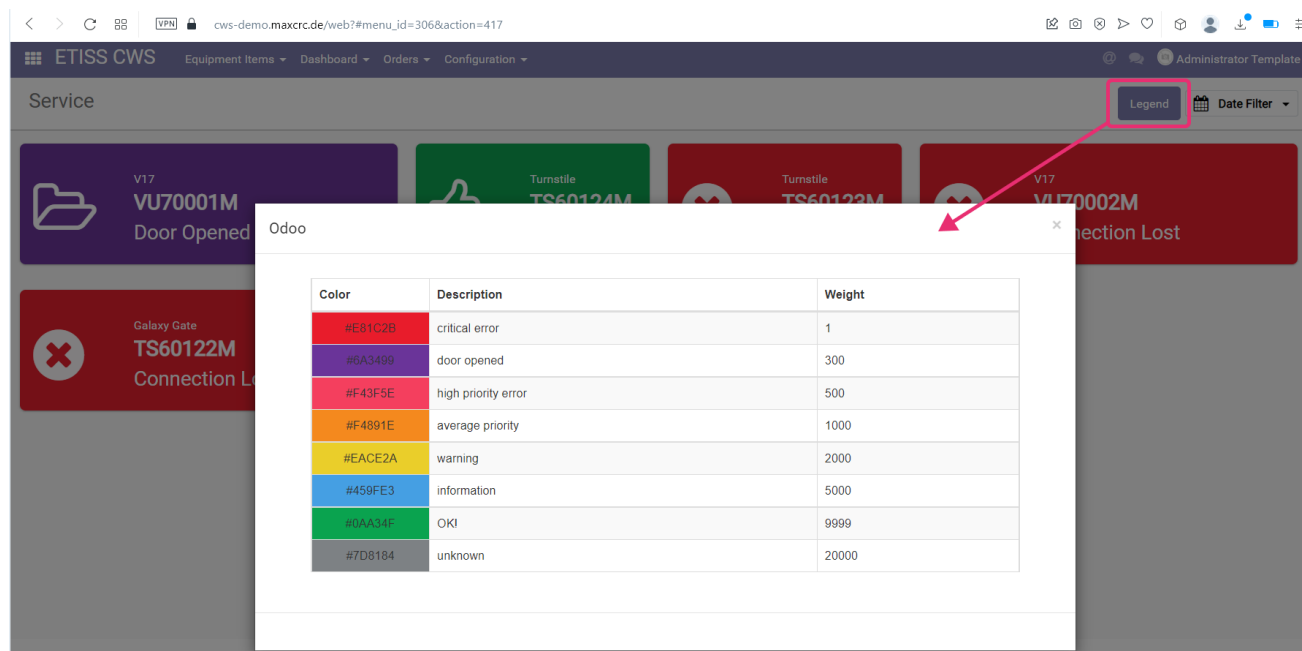 VPN cws-demo.maxcrc.de/web?#menu_id=306&action=417
ETISS CWS Equipment Items Dashboard Orders Configuration @ Administrator Template
Service Legend Date Filter
V17
VU70001M
Door Opened
Turnstile
TS60124M
Turnstile
TS60123M
V17
VU70002M
nection Lost
Galaxy Gate
TS60122M
Connection Lo
Odoo ×
Color Description Weight
#E81C2B critical error 1
#6A3499 door opened 300
#F43F5E high priority error 500
#F4891E average priority 1000
#EACE2A warning 2000
#459FE3 information 5000
#0AA34F OK! 9999
#7D8184 unknown 20000